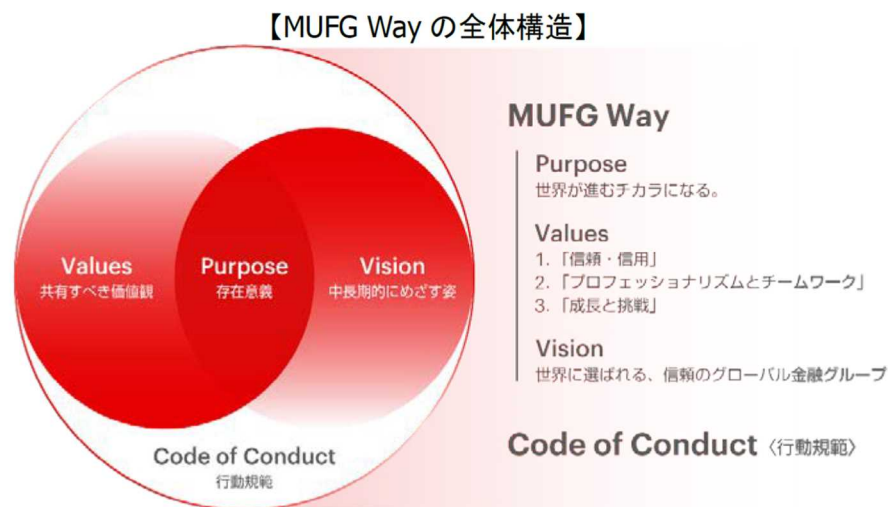 【MUFG Way の全体構造】
Values
共有すべき価値観
Purpose
存在意義
Vision
中長期的にめざす姿
Code of Conduct
行動規範
MUFG Way
Purpose
世界が進むチカラになる。
Values
1. 「信頼・信用」
2. 「プロフェッショナリズムとチームワーク」
3. 「成長と挑戦」
Vision
世界に選ばれる、信頼のグローバル金融グループ
Code of Conduct 〈行動規範〉